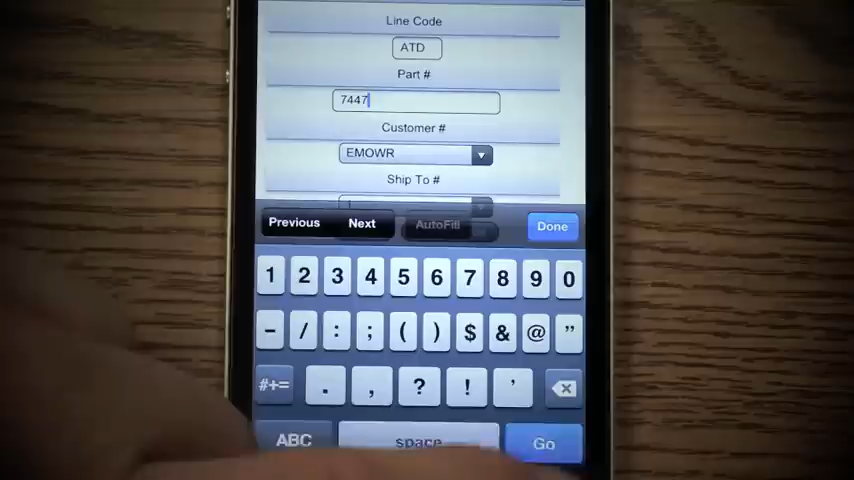 Line Code
ATD
Part #
7447
Customer #
EMOWR
Ship To #
Previous Next AutoFill Done
1 2 3 4 5 6 7 8 9 0
- / : ; ( ) $ & @ "
#+= . , ? ! '
ABC space Go